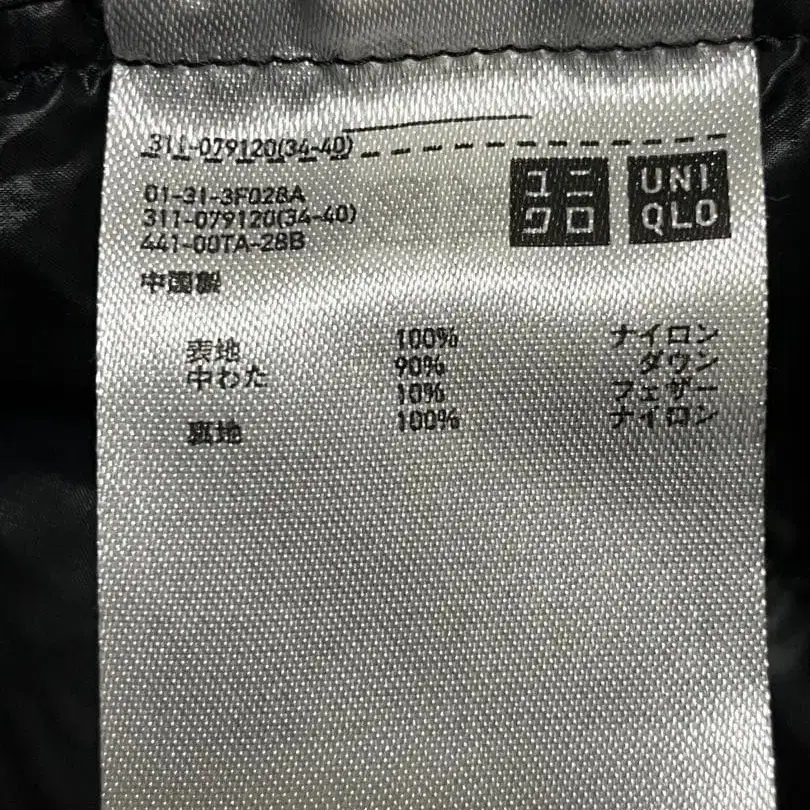 311-079120(34-40)
ユニ
クロ
UNI
QLO
01-31-3F028A
311-079120(34-40)
441-00TA-28B
中国製
表地 100% ナイロン
中わた 90% ダウン
10% フェザー
裏地 100% ナイロン